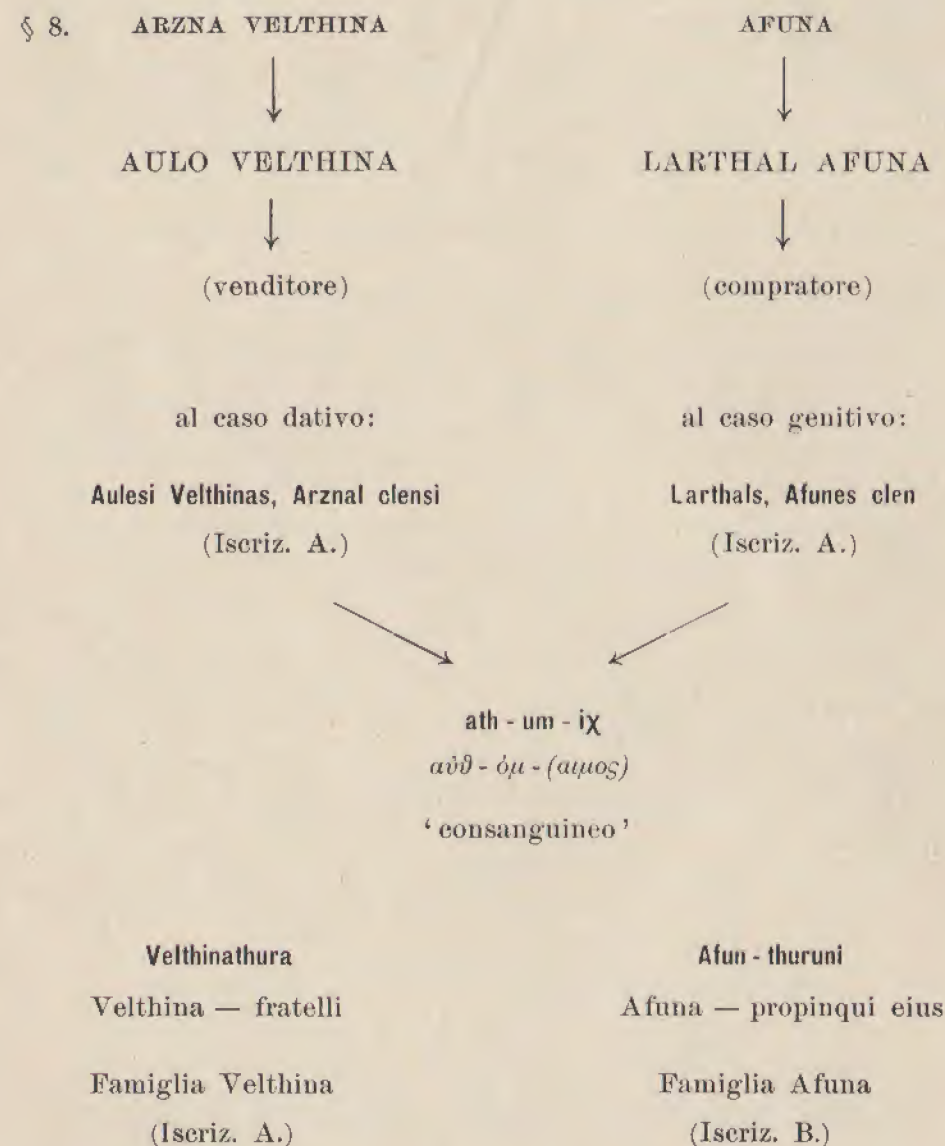 § 8. ARZNA VELTHINA AFUNA
AULO VELTHINA LARTHAL AFUNA
(venditore) (compratore)
al caso dativo: al caso genitivo:
Aulesi Velthinas, Arznal clensi Larthals, Afunes clen
(Iscriz. A.) (Iscriz. A.)
ath - um - iχ
αὐϑ - ὁμ - (αιμος)
‘ consanguineo ’
Velthinathura Afun - thuruni
Velthina — fratelli Afuna — propinqui eius
Famiglia Velthina Famiglia Afuna
(Iscriz. A.) (Iscriz. B.)